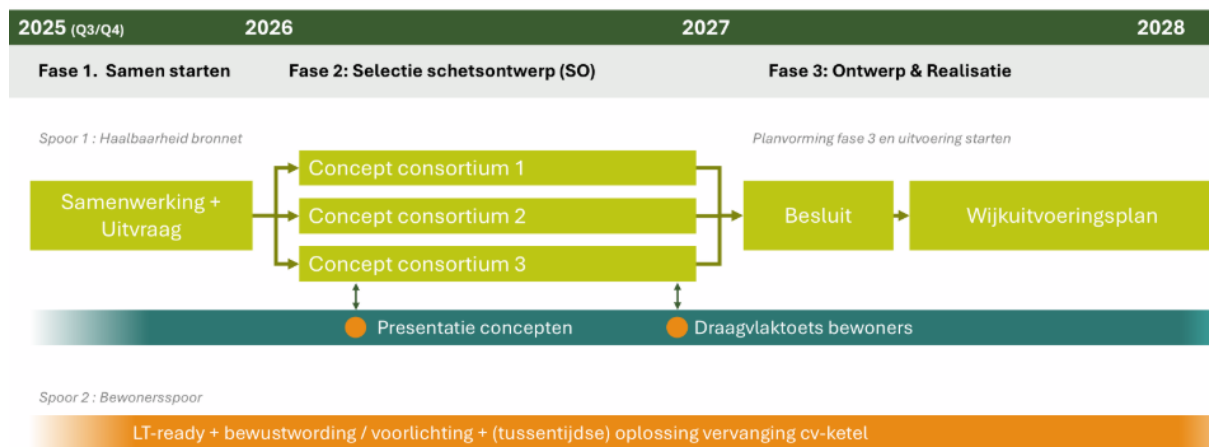 2025 (Q3/Q4) 2026 2027 2028
Fase 1. Samen starten Fase 2: Selectie schetsontwerp (SO) Fase 3: Ontwerp & Realisatie
Spoor 1 : Haalbaarheid bronnet Planvorming fase 3 en uitvoering starten
Samenwerking +
Uitvraag
Concept consortium 1
Concept consortium 2
Concept consortium 3
Besluit
Wijkuitvoeringsplan
Presentatie concepten Draagvlaktoets bewoners
Spoor 2 : Bewonersspoor
LT-ready + bewustwording / voorlichting + (tussentijdse) oplossing vervanging cv-ketel